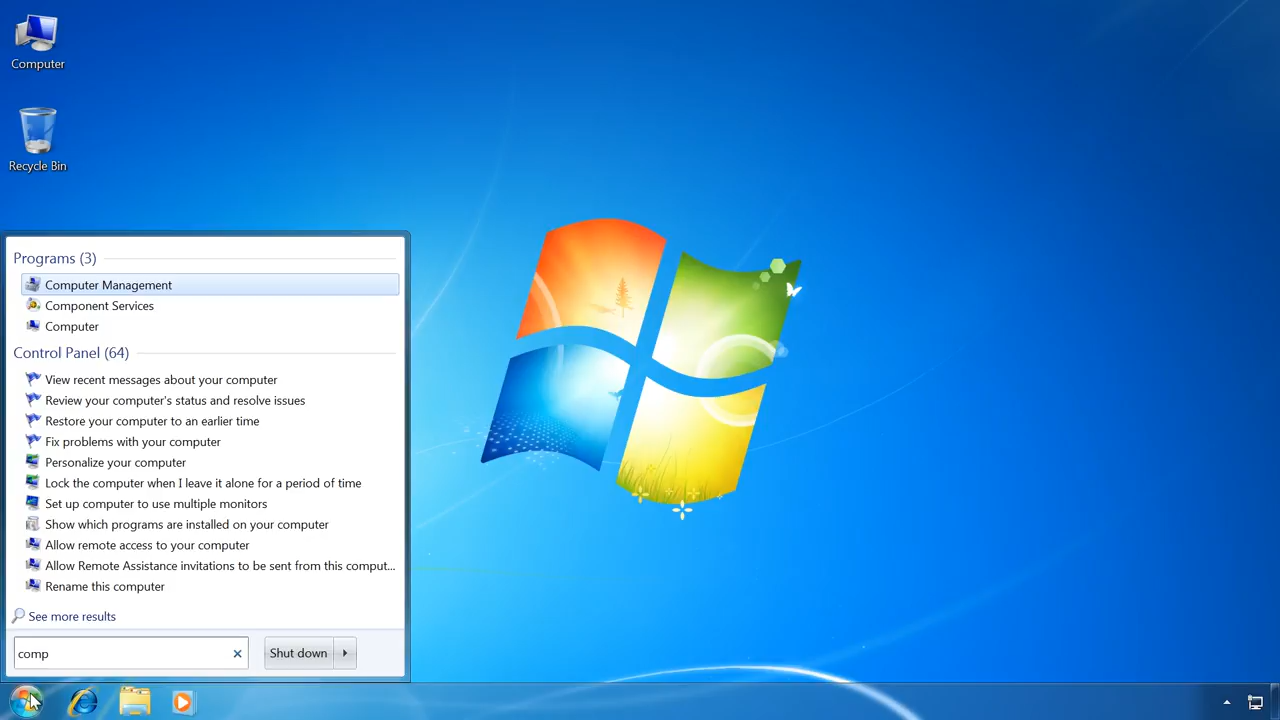 Computer
Recycle Bin
Programs (3)
Computer Management
Component Services
Computer
Control Panel (64)
View recent messages about your computer
Review your computer's status and resolve issues
Restore your computer to an earlier time
Fix problems with your computer
Personalize your computer
Lock the computer when I leave it alone for a period of time
Set up computer to use multiple monitors
Show which programs are installed on your computer
Allow remote access to your computer
Allow Remote Assistance invitations to be sent from this comput...
Rename this computer
See more results
comp
Shut down